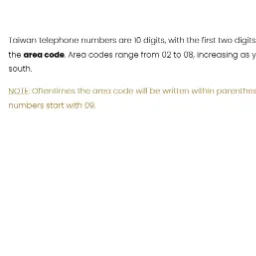 Taiwan telephone numbers are 10 digits, with the first two digits
the area code. Area codes range from 02 to 08, increasing as y
south.
NOTE: Oftentimes the area code will be written within parenthes
numbers start with 09.